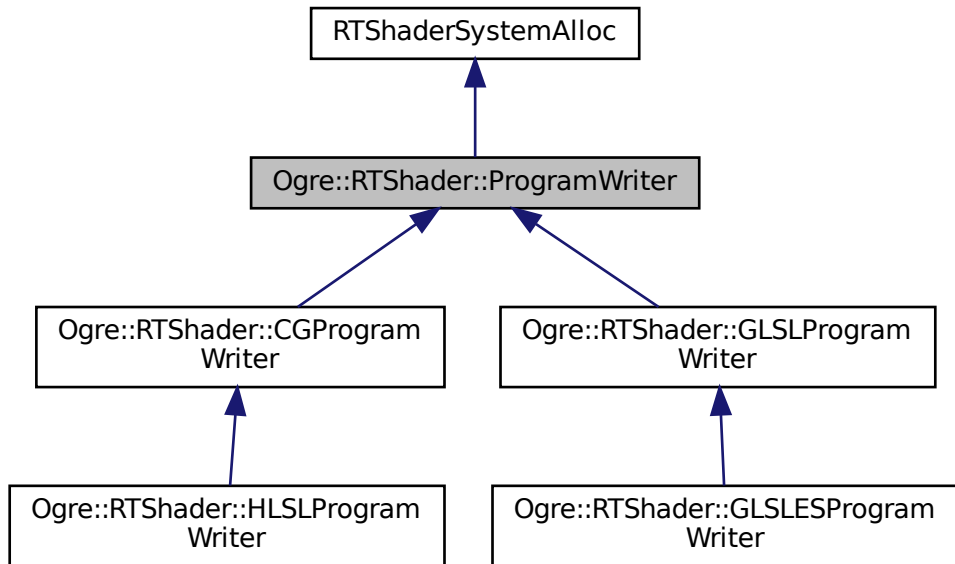 RTShaderSystemAlloc
Ogre::RTShader::ProgramWriter
Ogre::RTShader::CGProgram
Writer
Ogre::RTShader::GLSLProgram
Writer
Ogre::RTShader::HLSLProgram
Writer
Ogre::RTShader::GLSLESProgram
Writer